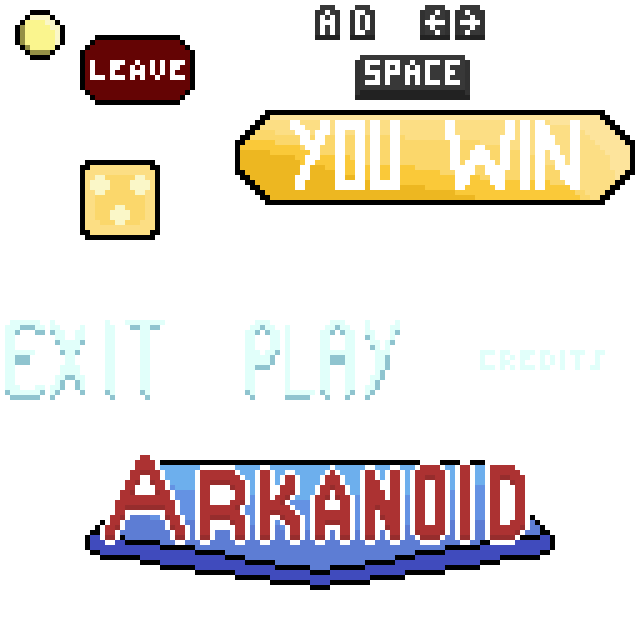 A D ← →
LEAVE
SPACE
YOU WIN
EXIT PLAY CREDITS
ARKANOID